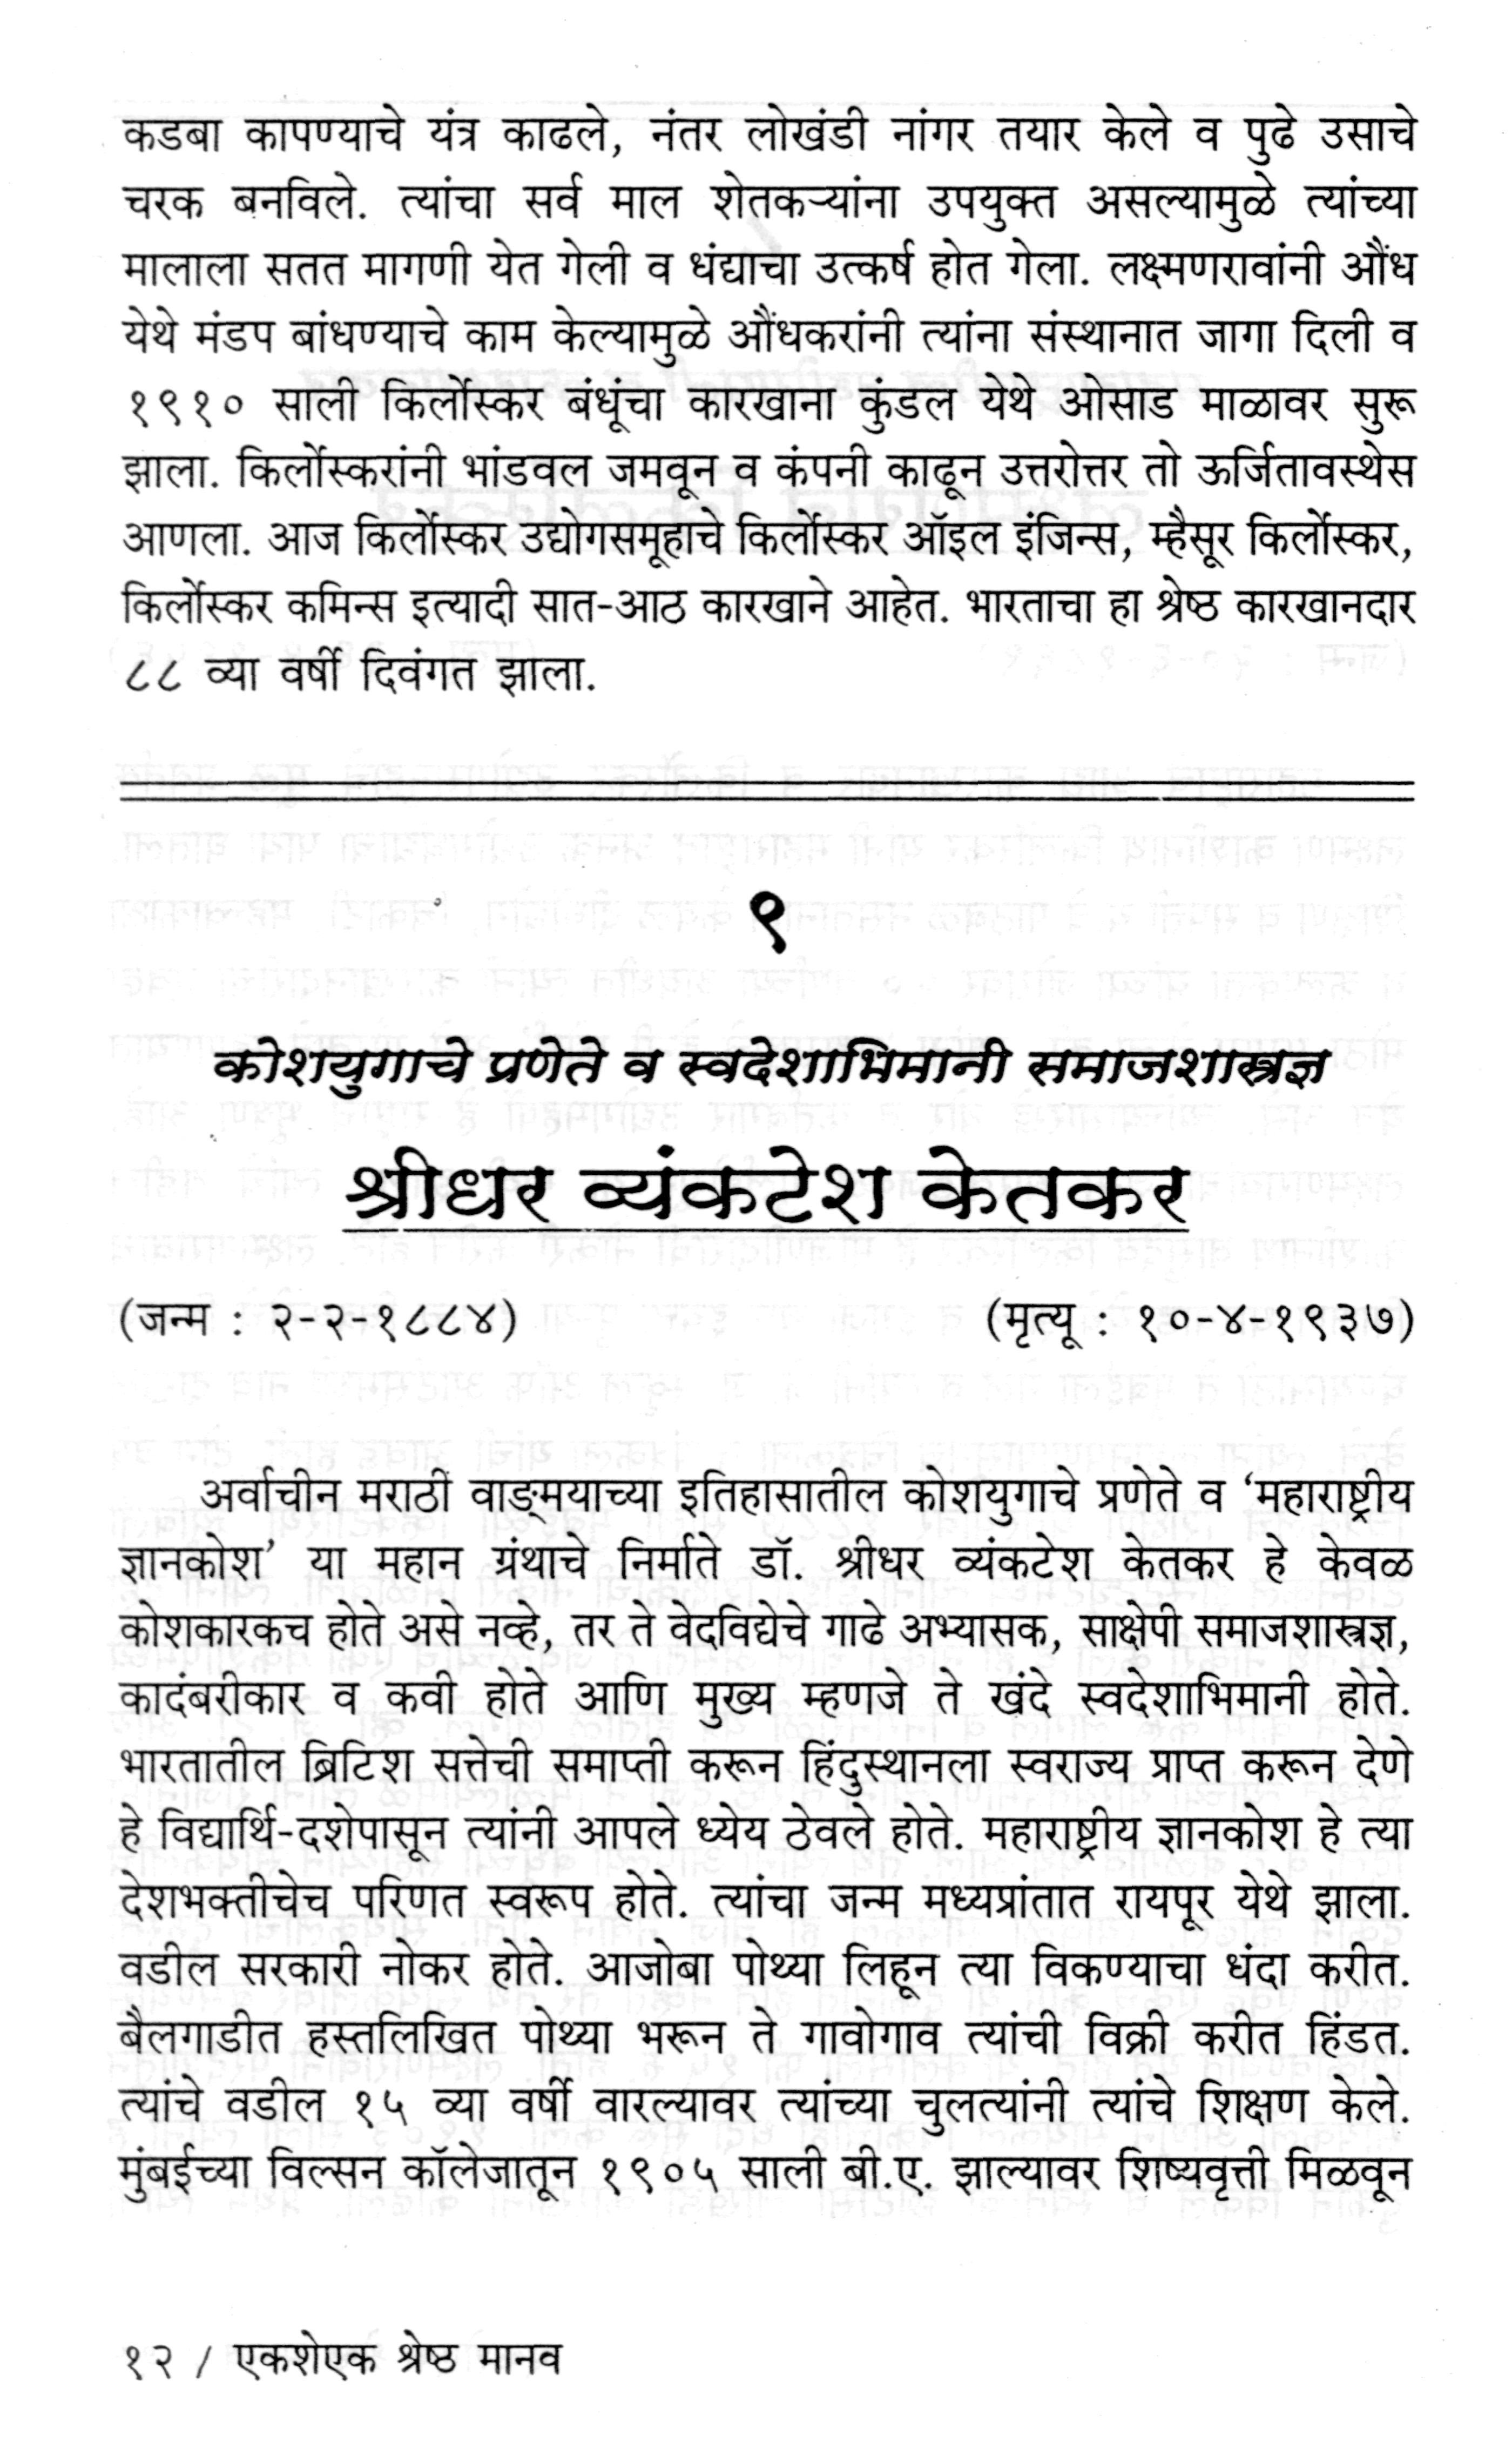 कडबा कापण्याचे यंत्र काढले, नंतर लोखंडी नांगर तयार केले व पुढे उसाचे
चरक बनविले. त्यांचा सर्व माल शेतकऱ्यांना उपयुक्त असल्यामुळे त्यांच्या
मालाला सतत मागणी येत गेली व धंद्याचा उत्कर्ष होत गेला. लक्ष्मणरावांनी औंध
येथे मंडप बांधण्याचे काम केल्यामुळे औंधकरांनी त्यांना संस्थानात जागा दिली व
१९१० साली किर्लोस्कर बंधूंचा कारखाना कुंडल येथे ओसाड माळावर सुरू
झाला. किर्लोस्करांनी भांडवल जमवून व कंपनी काढून उत्तरोत्तर तो ऊर्जितावस्थेस
आणला. आज किर्लोस्कर उद्योगसमूहाचे किर्लोस्कर ऑइल इंजिन्स, म्हैसूर किर्लोस्कर,
किर्लोस्कर कमिन्स इत्यादी सात-आठ कारखाने आहेत. भारताचा हा श्रेष्ठ कारखानदार
८८ व्या वर्षी दिवंगत झाला.
९
कोशयुगाचे प्रणेते व स्वदेशाभिमानी समाजशास्त्रज्ञ
श्रीधर व्यंकटेश केतकर
(जन्म : २-२-१८८४) (मृत्यू : १०-४-१९३७)
अर्वाचीन मराठी वाङ्‌मयाच्या इतिहासातील कोशयुगाचे प्रणेते व ‘महाराष्ट्रीय
ज्ञानकोश’ या महान ग्रंथाचे निर्माते डॉ. श्रीधर व्यंकटेश केतकर हे केवळ
कोशकारकच होते असे नव्हे, तर ते वेदविद्येचे गाढे अभ्यासक, साक्षेपी समाजशास्त्रज्ञ,
कादंबरीकार व कवी होते आणि मुख्य म्हणजे ते खंदे स्वदेशाभिमानी होते.
भारतातील ब्रिटिश सत्तेची समाप्ती करून हिंदुस्थानला स्वराज्य प्राप्त करून देणे
हे विद्यार्थि-दशेपासून त्यांनी आपले ध्येय ठेवले होते. महाराष्ट्रीय ज्ञानकोश हे त्या
देशभक्तीचेच परिणत स्वरूप होते. त्यांचा जन्म मध्यप्रांतात रायपूर येथे झाला.
वडील सरकारी नोकर होते. आजोबा पोथ्या लिहून त्या विकण्याचा धंदा करीत.
बैलगाडीत हस्तलिखित पोथ्या भरून ते गावोगाव त्यांची विक्री करीत हिंडत.
त्यांचे वडील १५ व्या वर्षी वारल्यावर त्यांच्या चुलत्यांनी त्यांचे शिक्षण केले.
मुंबईच्या विल्सन कॉलेजातून १९०५ साली बी.ए. झाल्यावर शिष्यवृत्ती मिळवून
१२ / एकशेएक श्रेष्ठ मानव